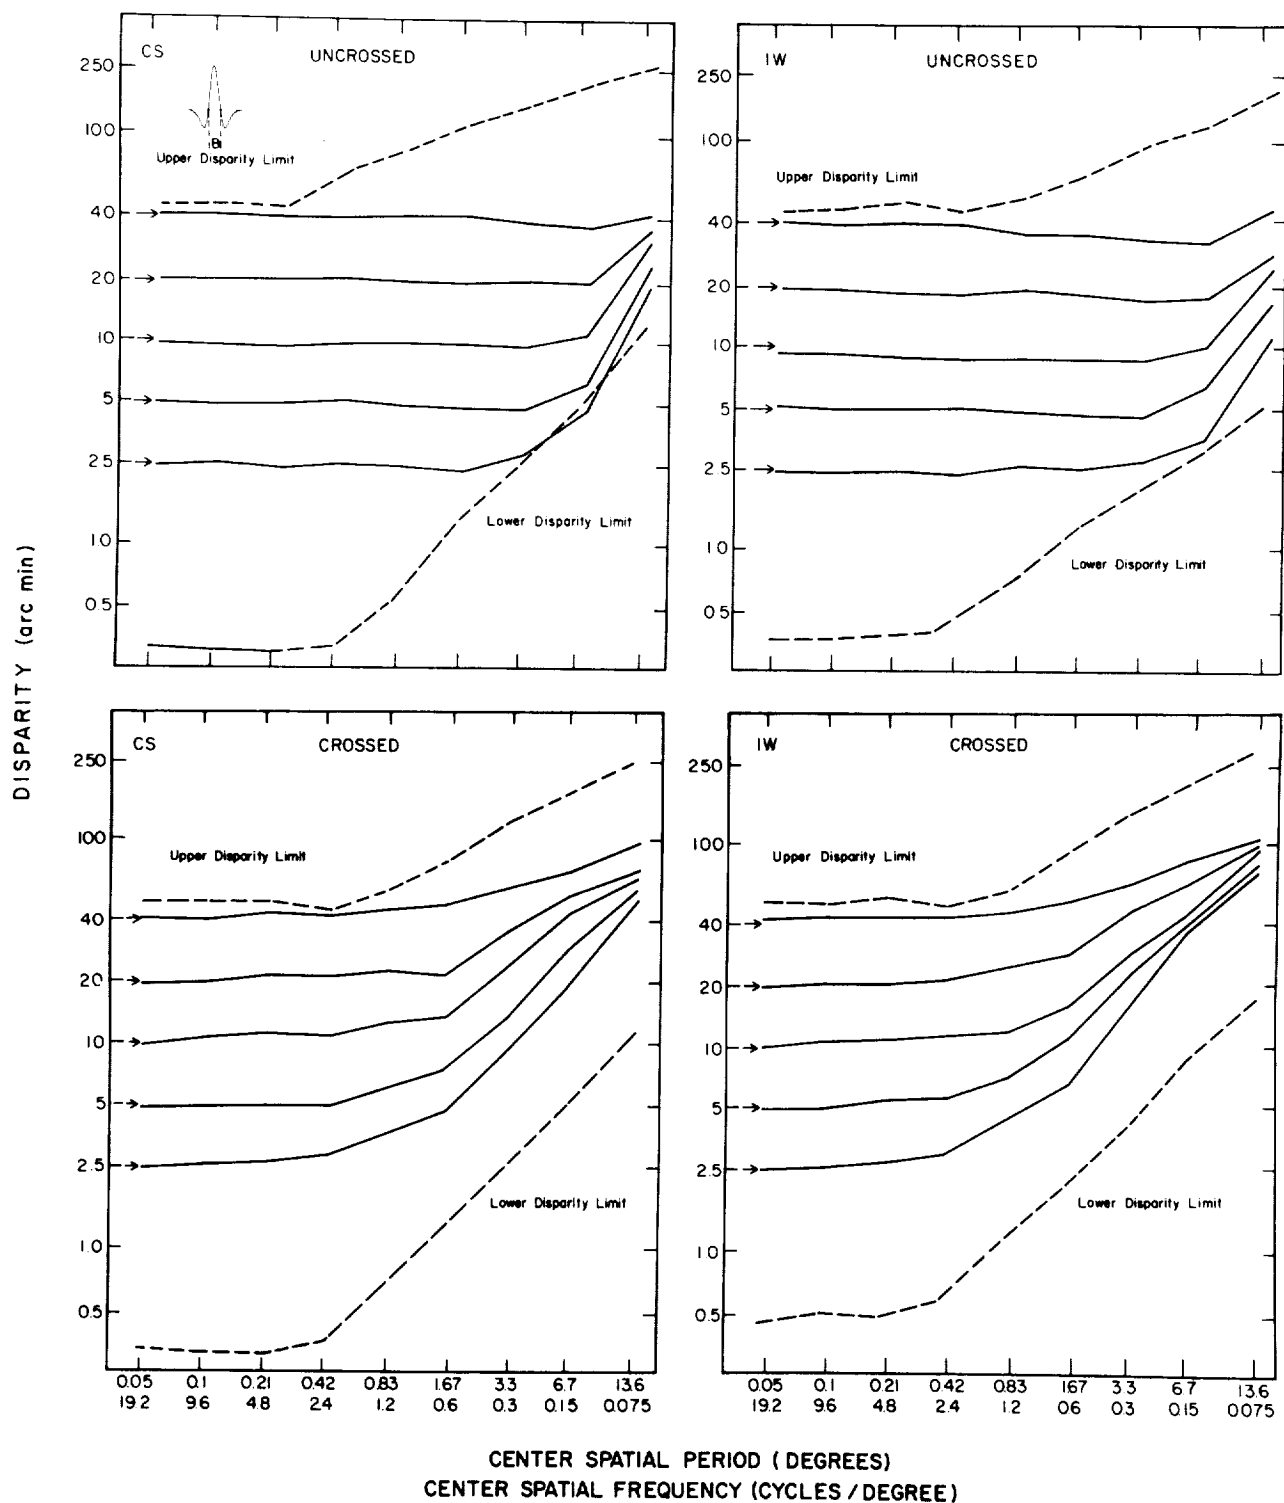 CS
UNCROSSED
250
100
40
20
10
5
2.5
1.0
0.5
B
Upper Disparity Limit
Lower Disparity Limit
IW
UNCROSSED
250
100
40
20
10
5
2.5
1.0
0.5
Upper Disparity Limit
Lower Disparity Limit
DISPARITY (arc min)
CS
CROSSED
250
100
40
20
10
5
2.5
1.0
0.5
Upper Disparity Limit
Lower Disparity Limit
0.05 0.1 0.21 0.42 0.83 1.67 3.3 6.7 13.6
19.2 9.6 4.8 2.4 1.2 0.6 0.3 0.15 0.075
IW
CROSSED
250
100
40
20
10
5
2.5
1.0
0.5
Upper Disparity Limit
Lower Disparity Limit
0.05 0.1 0.21 0.42 0.83 167 3.3 6.7 13.6
19.2 9.6 4.8 2.4 1.2 06 0.3 0.15 0075
CENTER SPATIAL PERIOD (DEGREES)
CENTER SPATIAL FREQUENCY (CYCLES / DEGREE)